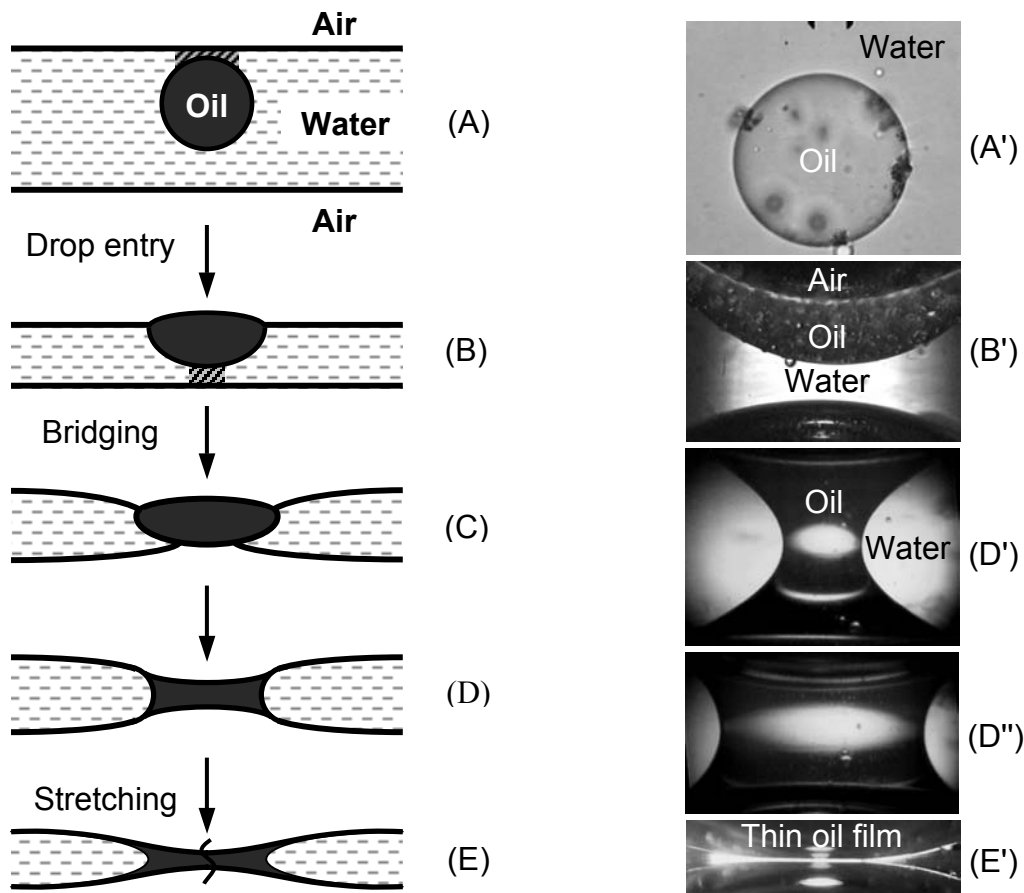 Air
Oil
Water
(A)
Air
Drop entry
(B)
Bridging
(C)
(D)
Stretching
(E)
Water
Oil
(A')
Air
Oil
Water
(B')
Oil
Water
(D')
(D'')
Thin oil film
(E')